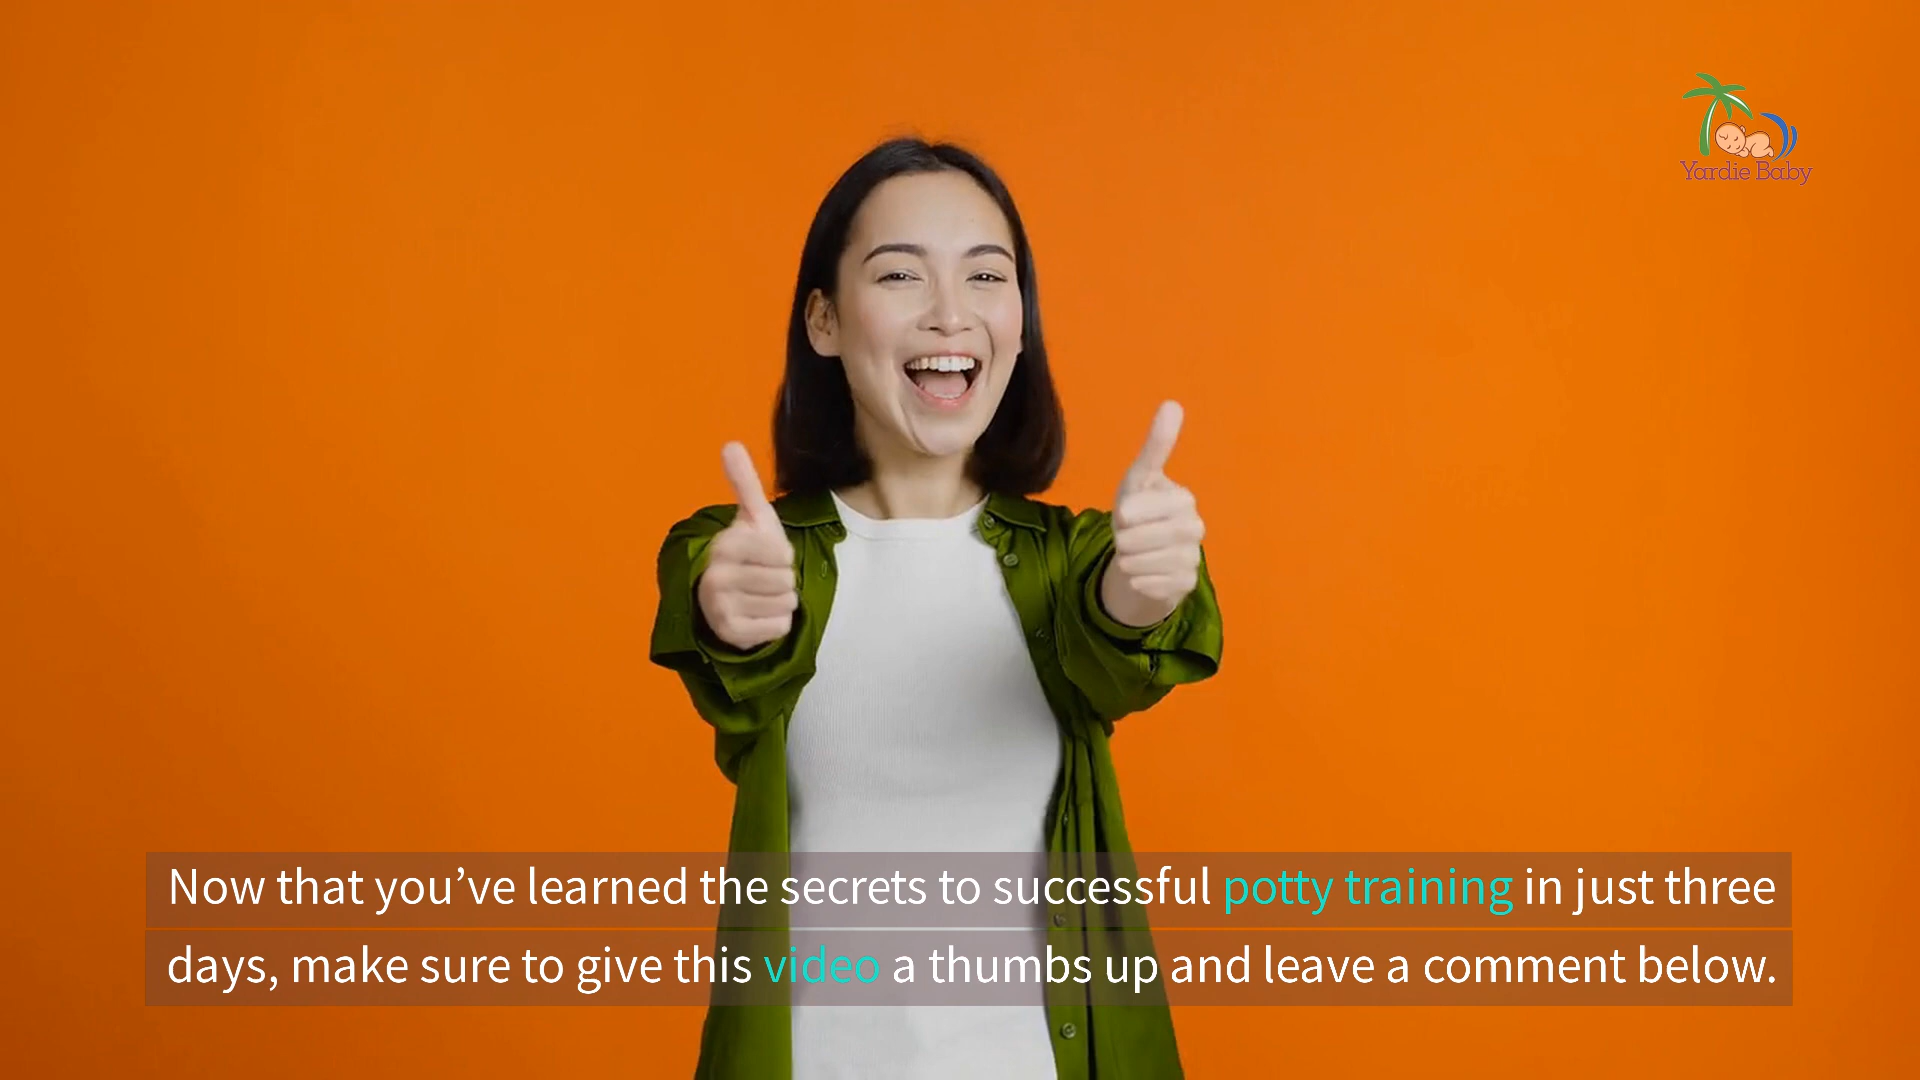 Yardie Baby
Now that you’ve learned the secrets to successful potty training in just three
days, make sure to give this video a thumbs up and leave a comment below.